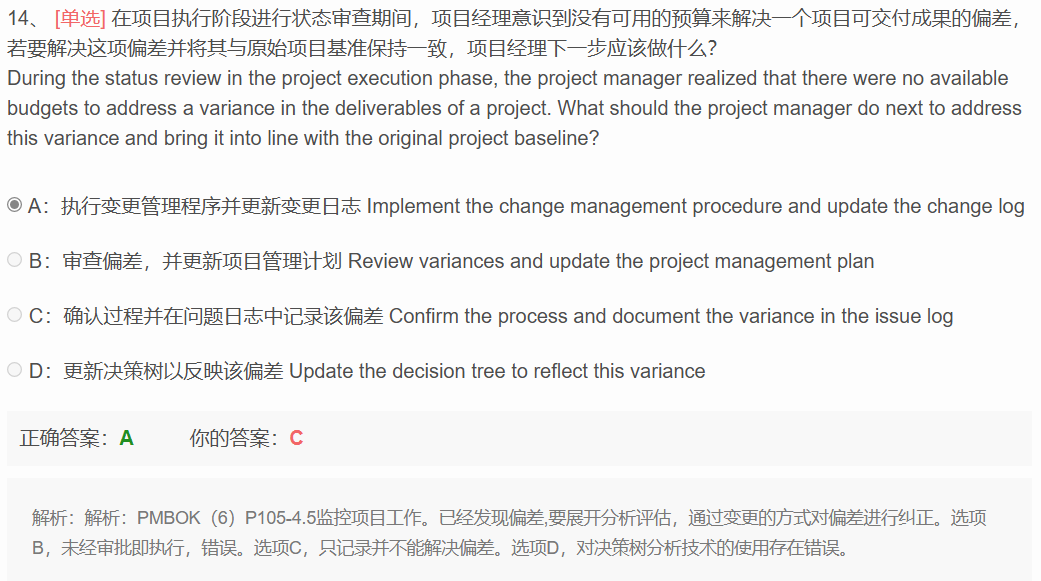 14、 [单选] 在项目执行阶段进行状态审查期间，项目经理意识到没有可用的预算来解决一个项目可交付成果的偏差，
若要解决这项偏差并将其与原始项目基准保持一致，项目经理下一步应该做什么？
During the status review in the project execution phase, the project manager realized that there were no available
budgets to address a variance in the deliverables of a project. What should the project manager do next to address
this variance and bring it into line with the original project baseline?
A：执行变更管理程序并更新变更日志 Implement the change management procedure and update the change log
B：审查偏差，并更新项目管理计划 Review variances and update the project management plan
C：确认过程并在问题日志中记录该偏差 Confirm the process and document the variance in the issue log
D：更新决策树以反映该偏差 Update the decision tree to reflect this variance
正确答案：A 你的答案：C
解析：解析：PMBOK（6）P105-4.5监控项目工作。已经发现偏差,要展开分析评估，通过变更的方式对偏差进行纠正。选项
B，未经审批即执行，错误。选项C，只记录并不能解决偏差。选项D，对决策树分析技术的使用存在错误。